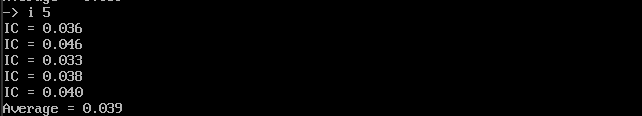 -> i 5
IC = 0.036
IC = 0.046
IC = 0.033
IC = 0.038
IC = 0.040
Average = 0.039